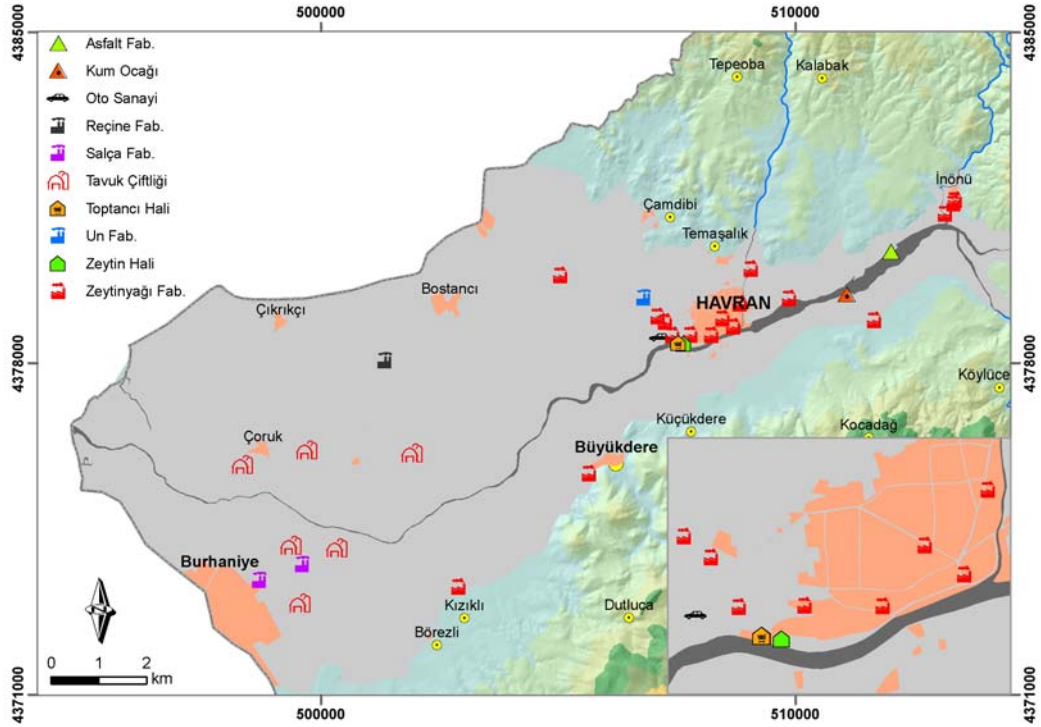 500000
510000
4385000
4385000
Asfalt Fab.
Kum Ocağı
Oto Sanayi
Reçine Fab.
Salça Fab.
Tavuk Çiftliği
Toptancı Hali
Un Fab.
Zeytin Hali
Zeytinyağı Fab.
Tepeoba
Kalabak
İnönü
Çamdibi
Temaşalık
Bostancı
Çıkrıkçı
HAVRAN
4378000
4378000
Köylüce
Küçükdere
Kocadağ
Çoruk
Büyükdere
Burhaniye
Kızıklı
Dutluca
Börezli
0 1 2
km
4371000
4371000
500000
510000